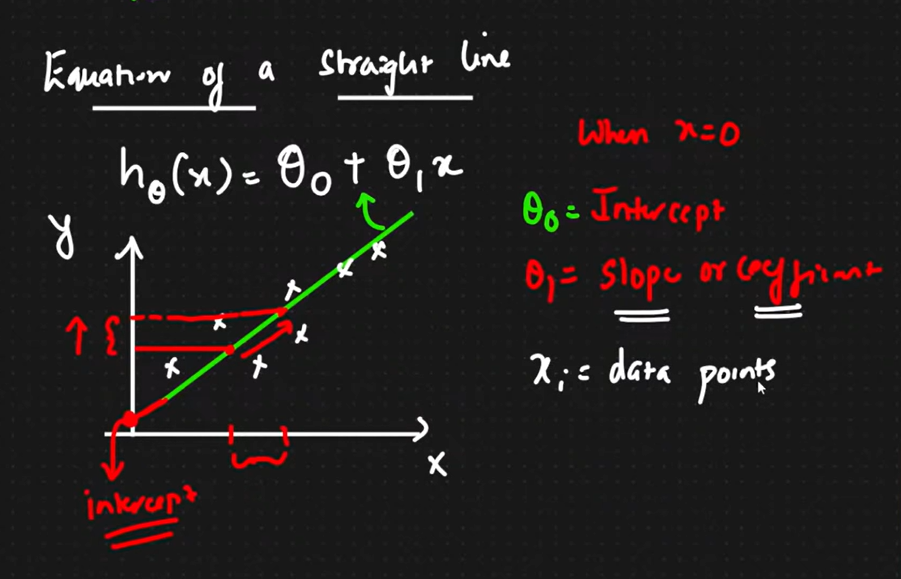 Equation of a straight line
hθ(x) = θ0 + θ1x
When x=0
θ0 = Intercept
θ1 = slope or coefficient
xi = data points
y
x
intercept